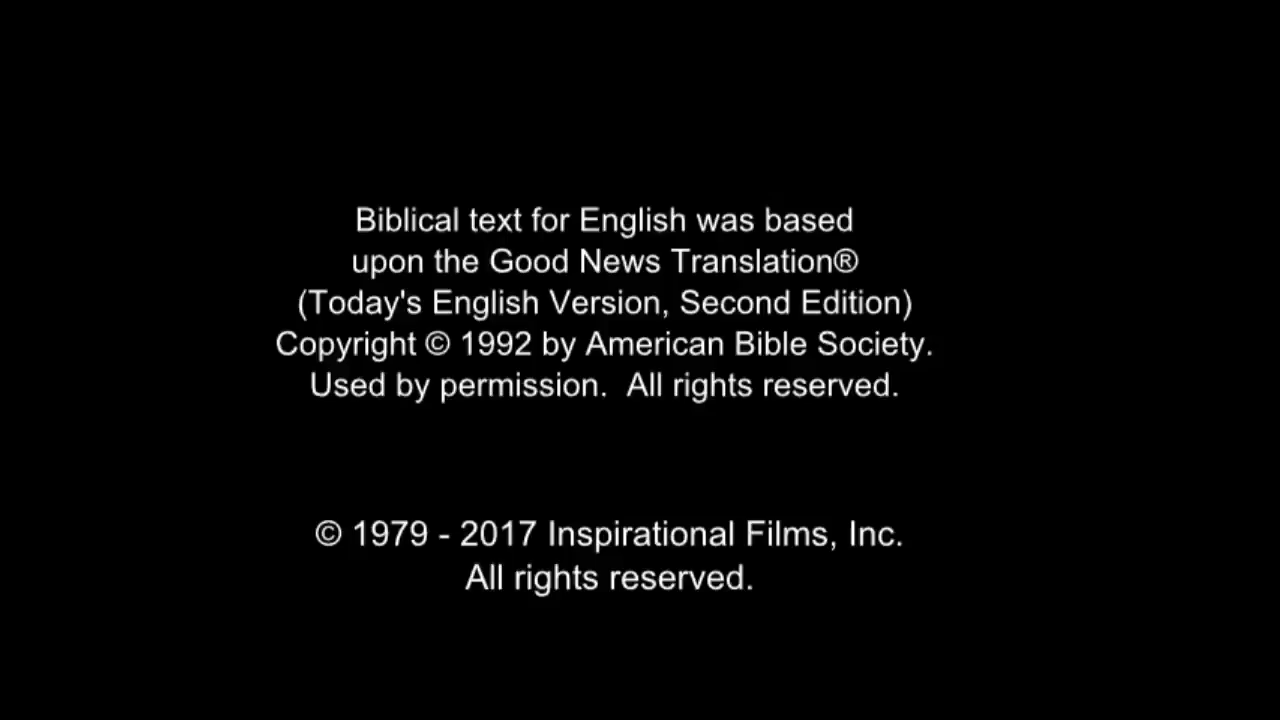 Biblical text for English was based
upon the Good News Translation®
(Today's English Version, Second Edition)
Copyright © 1992 by American Bible Society.
Used by permission.  All rights reserved.
© 1979 - 2017 Inspirational Films, Inc.
All rights reserved.